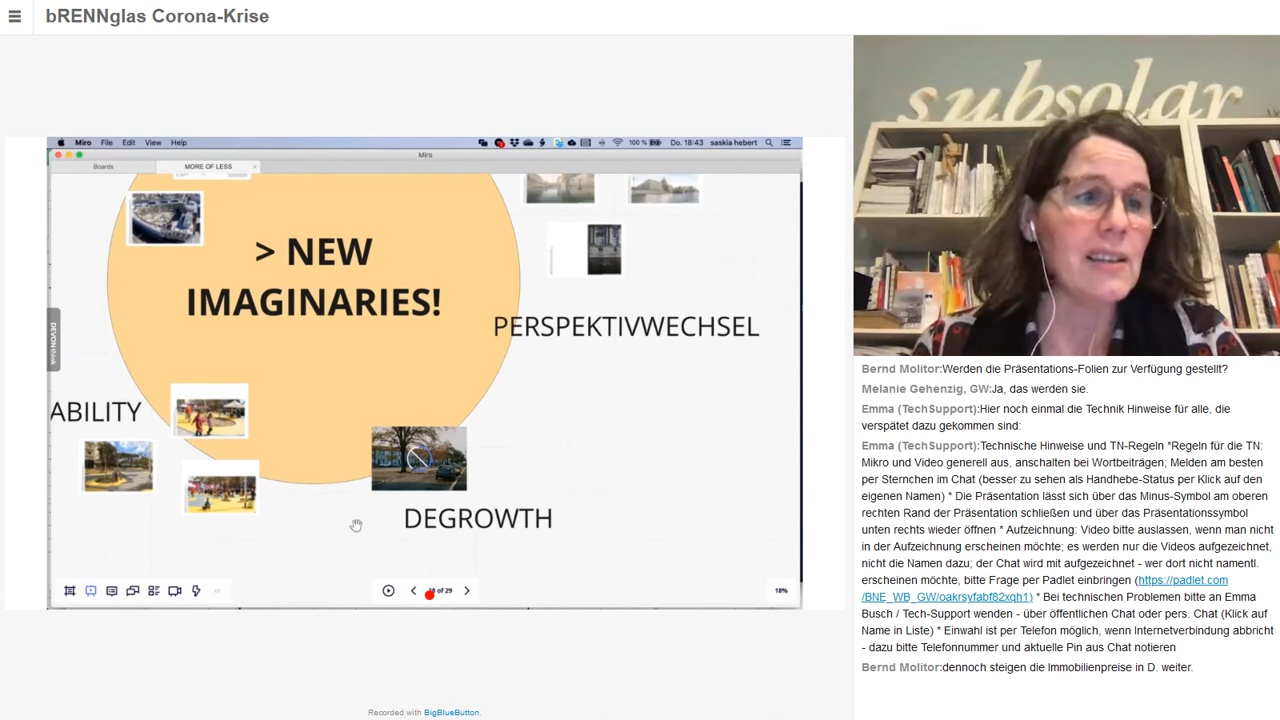 bRENNglas Corona-Krise
Miro File Edit View Help
100 % Do. 18:43 saskia hebert
Miro
Boards MORE OF LESS
> NEW
IMAGINARIES!
PERSPEKTIVWECHSEL
DEVONthink
ABILITY
DEGROWTH
of 29
18%
Recorded with BigBlueButton.
subsolar
Bernd Molitor:Werden die Präsentations-Folien zur Verfügung gestellt?
Melanie Gehenzig, GW:Ja, das werden sie.
Emma (TechSupport):Hier noch einmal die Technik Hinweise für alle, die
verspätet dazu gekommen sind:
Emma (TechSupport):Technische Hinweise und TN-Regeln *Regeln für die TN:
Mikro und Video generell aus, anschalten bei Wortbeiträgen; Melden am besten
per Sternchen im Chat (besser zu sehen als Handhebe-Status per Klick auf den
eigenen Namen) * Die Präsentation lässt sich über das Minus-Symbol am oberen
rechten Rand der Präsentation schließen und über das Präsentationssymbol
unten rechts wieder öffnen * Aufzeichnung: Video bitte auslassen, wenn man nicht
in der Aufzeichnung erscheinen möchte; es werden nur die Videos aufgezeichnet,
nicht die Namen dazu; der Chat wird mit aufgezeichnet - wer dort nicht namentl.
erscheinen möchte, bitte Frage per Padlet einbringen (https://padlet.com
/BNE_WB_GW/oakrsyfabf82xqh1) * Bei technischen Problemen bitte an Emma
Busch / Tech-Support wenden - über öffentlichen Chat oder pers. Chat (Klick auf
Name in Liste) * Einwahl ist per Telefon möglich, wenn Internetverbindung abbricht
- dazu bitte Telefonnummer und aktuelle Pin aus Chat notieren
Bernd Molitor:dennoch steigen die Immobilienpreise in D. weiter.